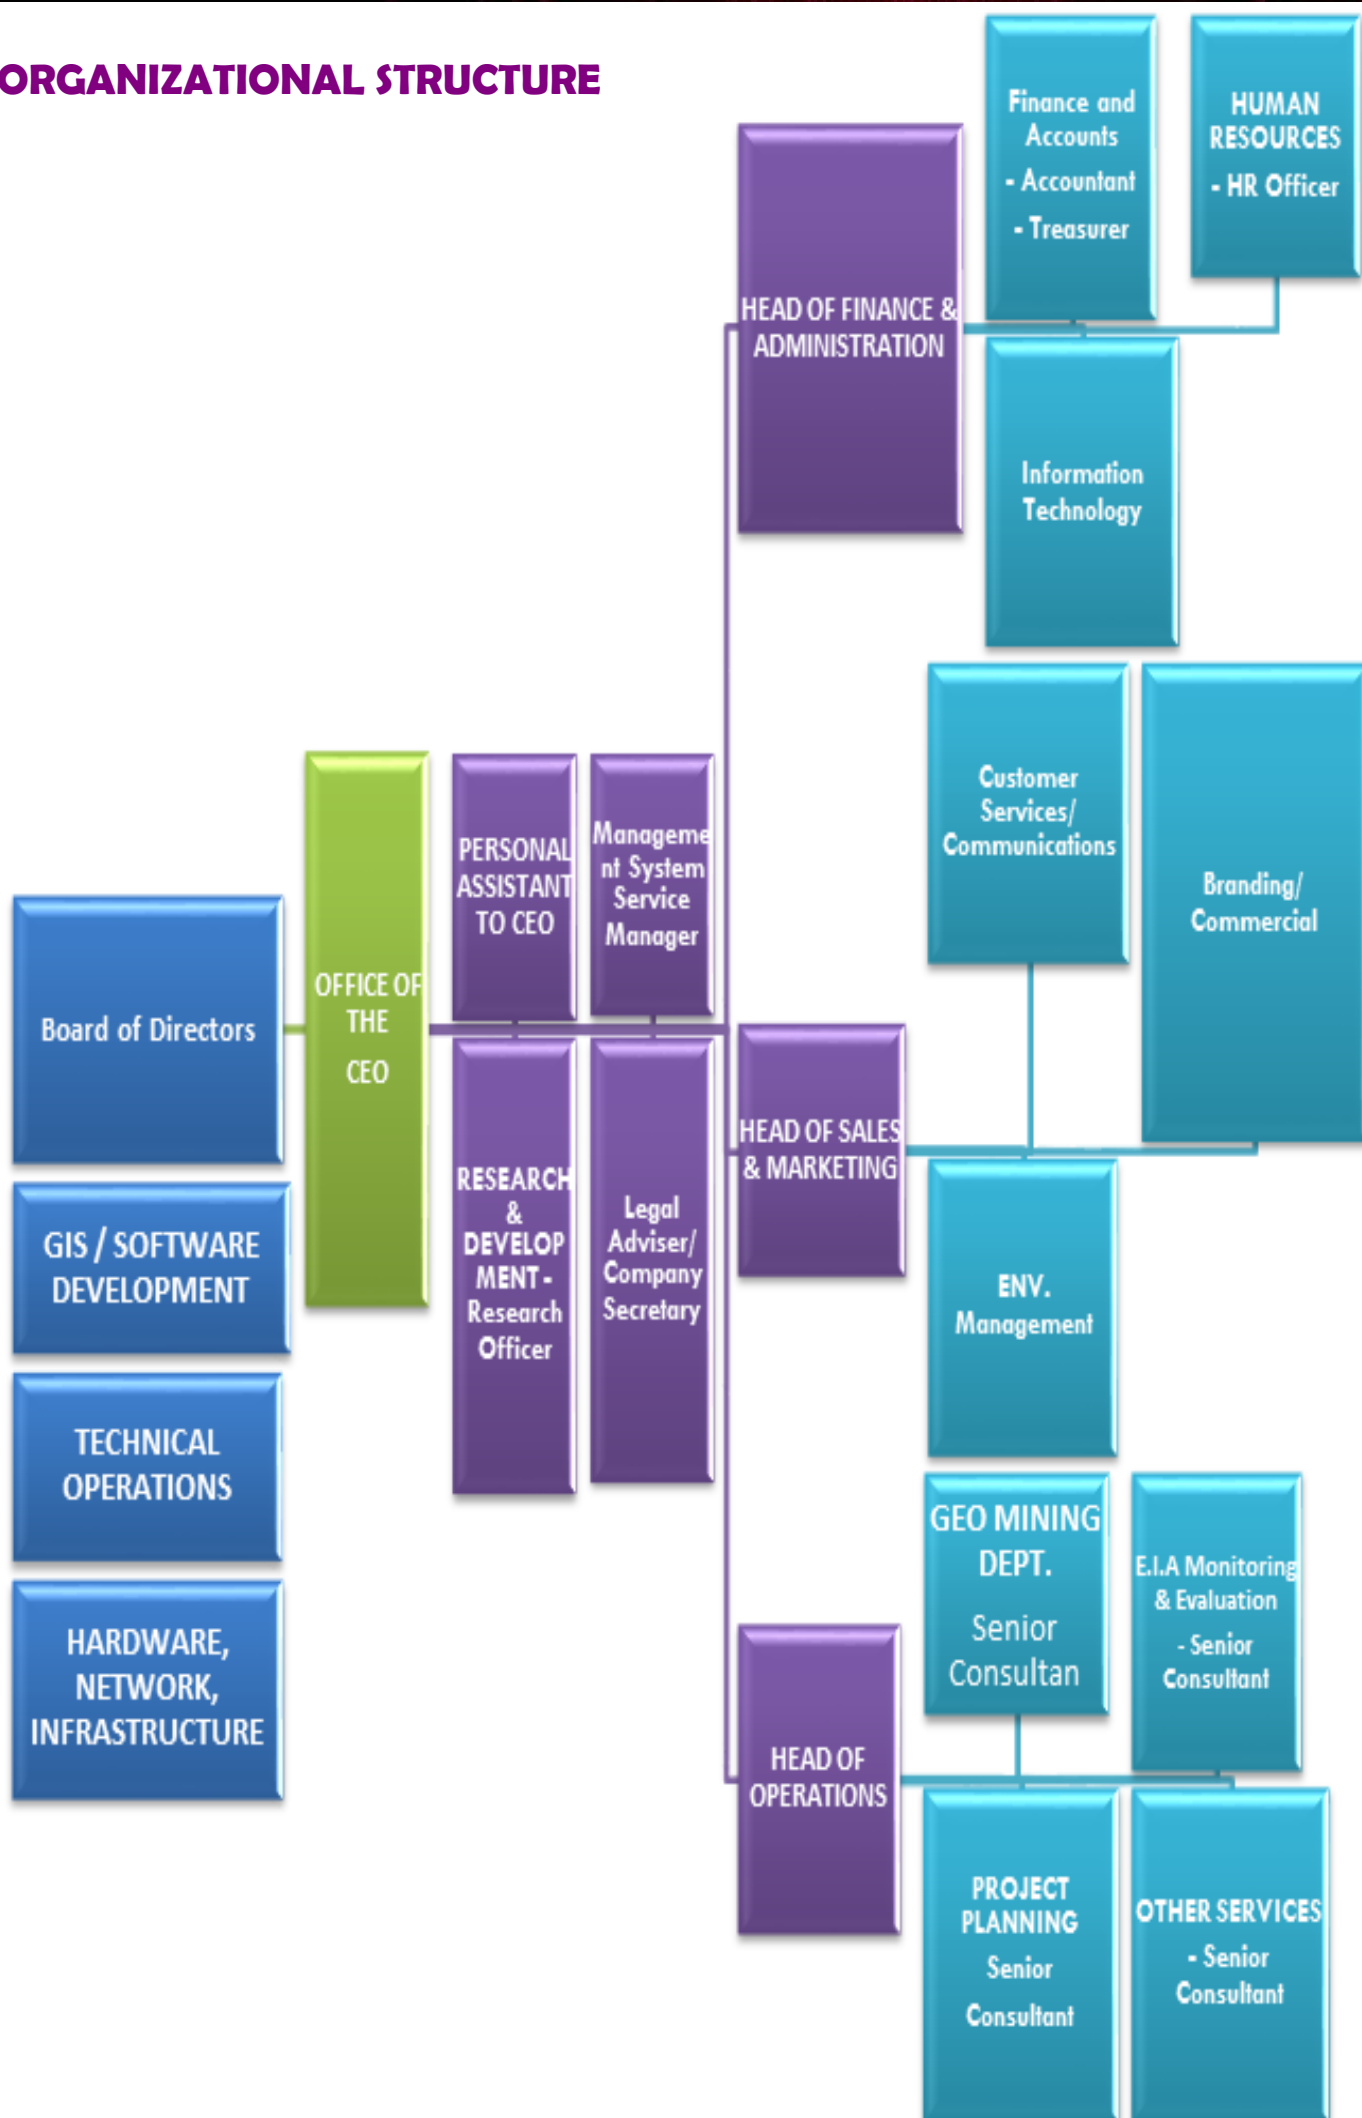 ORGANIZATIONAL STRUCTURE
Finance and
Accounts
- Accountant
- Treasurer
HUMAN
RESOURCES
- HR Officer
HEAD OF FINANCE &
ADMINISTRATION
Information
Technology
Customer
Services/
Communications
Branding/
Commercial
PERSONAL
ASSISTANT
TO CEO
Manageme
nt System
Service
Manager
Board of Directors
OFFICE OF
THE
CEO
HEAD OF SALES
& MARKETING
RESEARCH
&
DEVELOP
MENT -
Research
Officer
Legal
Adviser/
Company
Secretary
ENV.
Management
GIS / SOFTWARE
DEVELOPMENT
TECHNICAL
OPERATIONS
HARDWARE,
NETWORK,
INFRASTRUCTURE
GEO MINING
DEPT.
Senior
Consultan
E.I.A Monitoring
& Evaluation
- Senior
Consultant
HEAD OF
OPERATIONS
PROJECT
PLANNING
Senior
Consultant
OTHER SERVICES
- Senior
Consultant